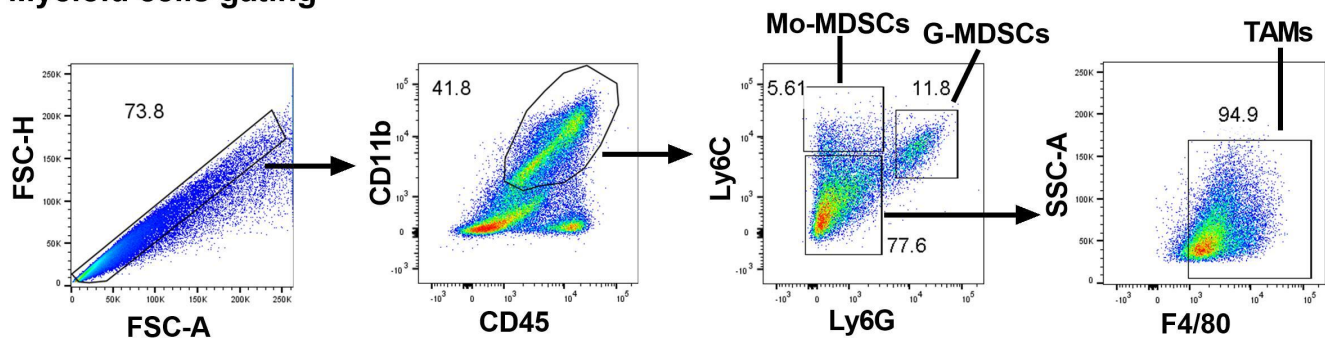 Myeloid cells gating
Mo-MDSCs
G-MDSCs
TAMs
73.8
FSC-H
250K
200K
150K
100K
50K
0
0
50K
100K
150K
200K
250K
FSC-A
41.8
CD11b
10^5
10^4
10^3
0
-10^3
-10^3
10^3
10^4
10^5
CD45
5.61
11.8
77.6
Ly6C
10^5
10^4
10^3
0
-10^3
-10^3
0
10^3
10^4
10^5
Ly6G
94.9
SSC-A
250K
200K
150K
100K
50K
0
-10^3
0
10^3
10^4
10^5
F4/80